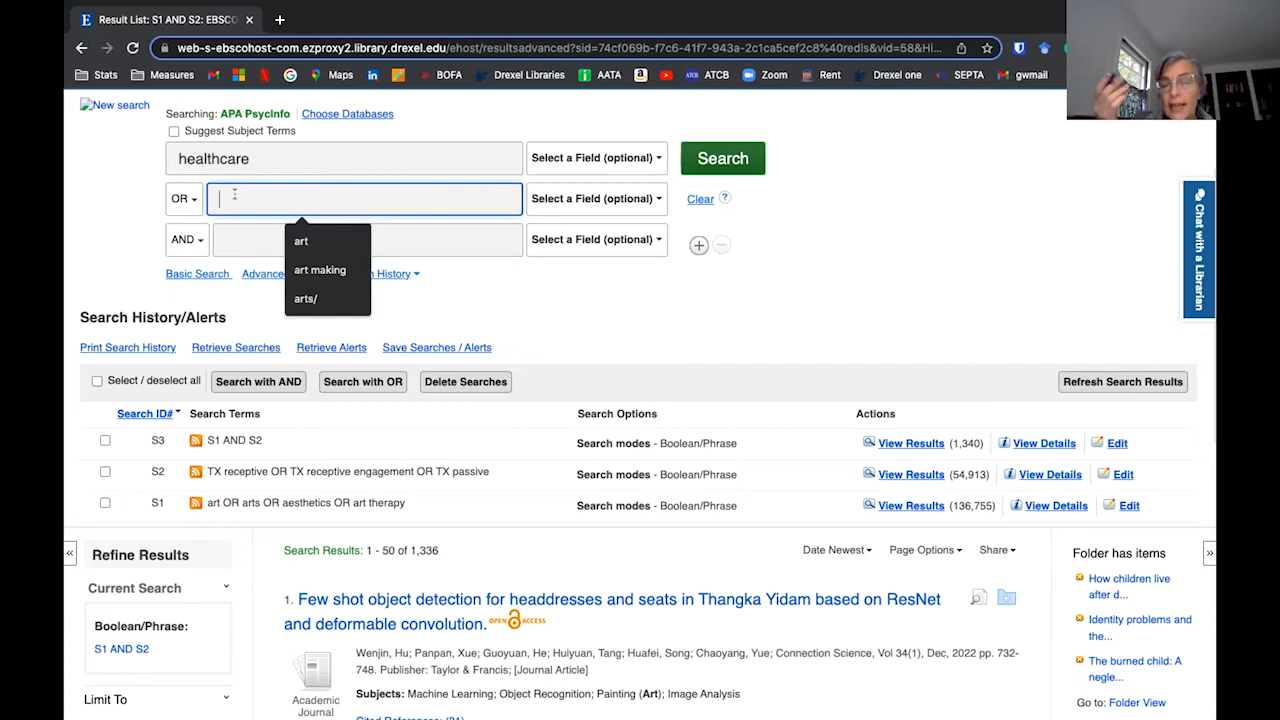 Result List: S1 AND S2: EBSCO
web-s-ebscohost-com.ezproxy2.library.drexel.edu/ehost/resultsadvanced?sid=74cf069b-f7c6-41f7-943a-2c1ca5cef2c8%40redis&vid=58&Hi...
Stats Measures Maps BOFA Drexel Libraries AATA ATCB Zoom Rent Drexel one SEPTA gwmail
New search
Searching: APA PsycInfo Choose Databases
Suggest Subject Terms
healthcare Select a Field (optional) Search
OR Select a Field (optional) Clear ?
AND Select a Field (optional)
art
art making
arts/
Basic Search Advance History
Search History/Alerts
Print Search History Retrieve Searches Retrieve Alerts Save Searches / Alerts
Select / deselect all Search with AND Search with OR Delete Searches Refresh Search Results
Search ID# Search Terms Search Options Actions
S3 S1 AND S2 Search modes - Boolean/Phrase View Results (1,340) View Details Edit
S2 TX receptive OR TX receptive engagement OR TX passive Search modes - Boolean/Phrase View Results (54,913) View Details Edit
S1 art OR arts OR aesthetics OR art therapy Search modes - Boolean/Phrase View Results (136,755) View Details Edit
Chat with a Librarian
« Refine Results
Current Search
Boolean/Phrase:
S1 AND S2
Limit To
Search Results: 1 - 50 of 1,336 Date Newest Page Options Share
1. Few shot object detection for headdresses and seats in Thangka Yidam based on ResNet
and deformable convolution. OPEN ACCESS
Wenjin, Hu; Panpan, Xue; Guoyuan, He; Huiyuan, Tang; Huafei, Song; Chaoyang, Yue; Connection Science, Vol 34(1), Dec, 2022 pp. 732-
748. Publisher: Taylor & Francis; [Journal Article]
Academic
Journal
Subjects: Machine Learning; Object Recognition; Painting (Art); Image Analysis
Cited References: (31)
Folder has items »
How children live
after d...
Identity problems and
the...
The burned child: A
negle...
Go to: Folder View